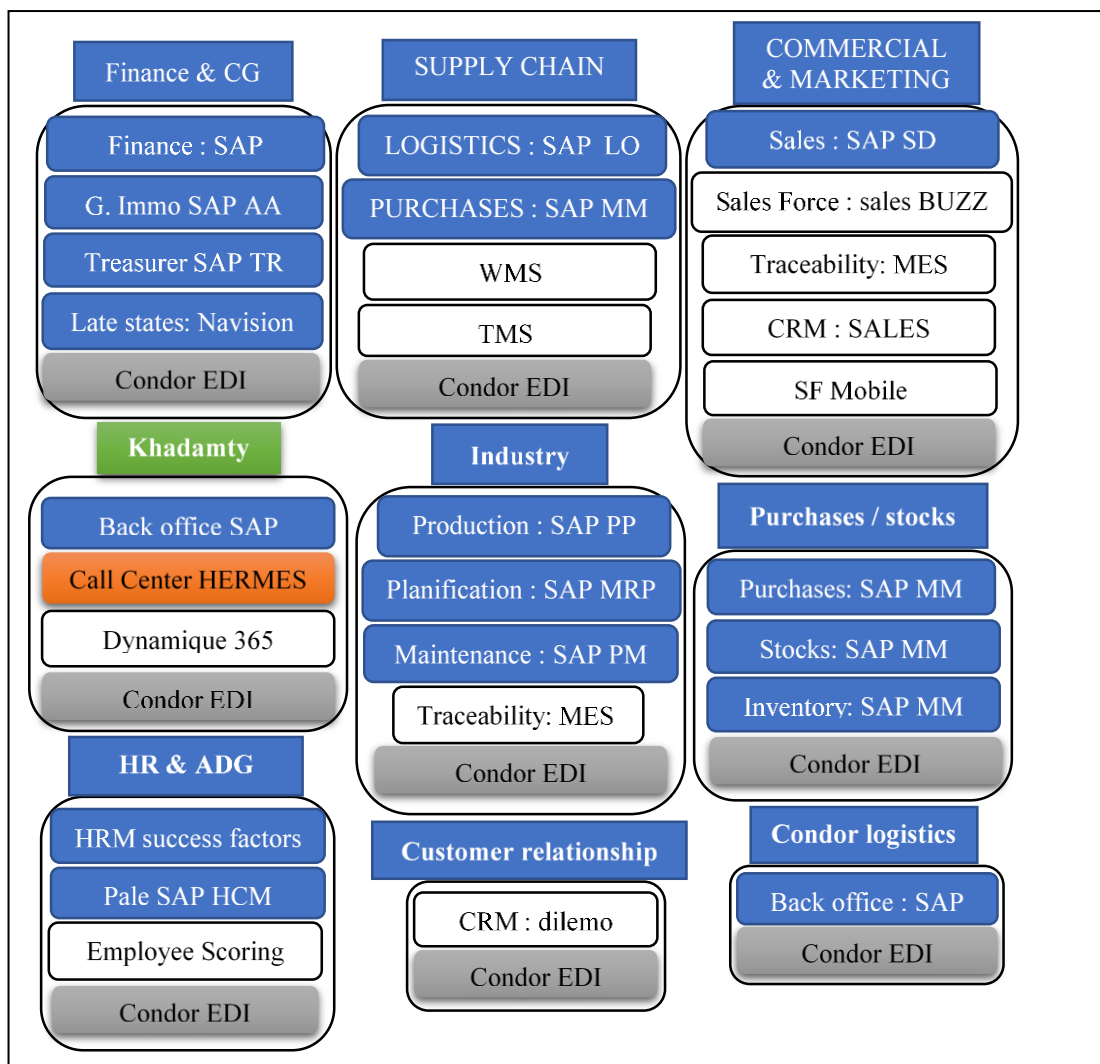 Finance & CG
Finance : SAP
G. Immo SAP AA
Treasurer SAP TR
Late states: Navision
Condor EDI
SUPPLY CHAIN
LOGISTICS : SAP LO
PURCHASES : SAP MM
WMS
TMS
Condor EDI
COMMERCIAL
& MARKETING
Sales : SAP SD
Sales Force : sales BUZZ
Traceability: MES
CRM : SALES
SF Mobile
Condor EDI
Khadamty
Back office SAP
Call Center HERMES
Dynamique 365
Condor EDI
Industry
Production : SAP PP
Planification : SAP MRP
Maintenance : SAP PM
Traceability: MES
Condor EDI
Purchases / stocks
Purchases: SAP MM
Stocks: SAP MM
Inventory: SAP MM
Condor EDI
HR & ADG
HRM success factors
Pale SAP HCM
Employee Scoring
Condor EDI
Customer relationship
CRM : dilemo
Condor EDI
Condor logistics
Back office : SAP
Condor EDI